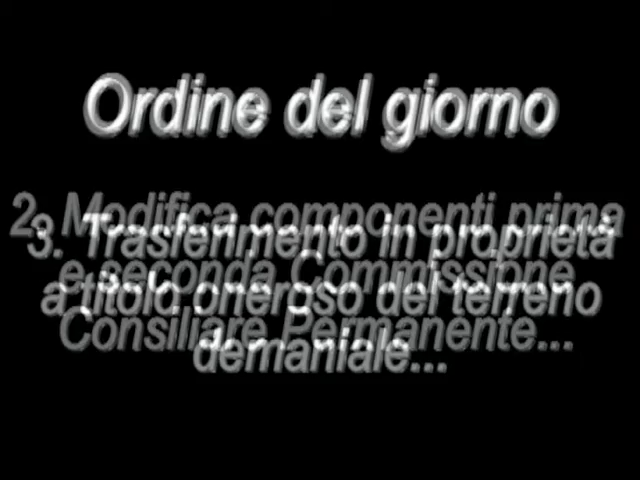 Ordine del giorno
2. Modifica componenti prima
e seconda Commissione
Consiliare Permanente...
3. Trasferimento in proprietà
a titolo oneroso del terreno
demaniale...